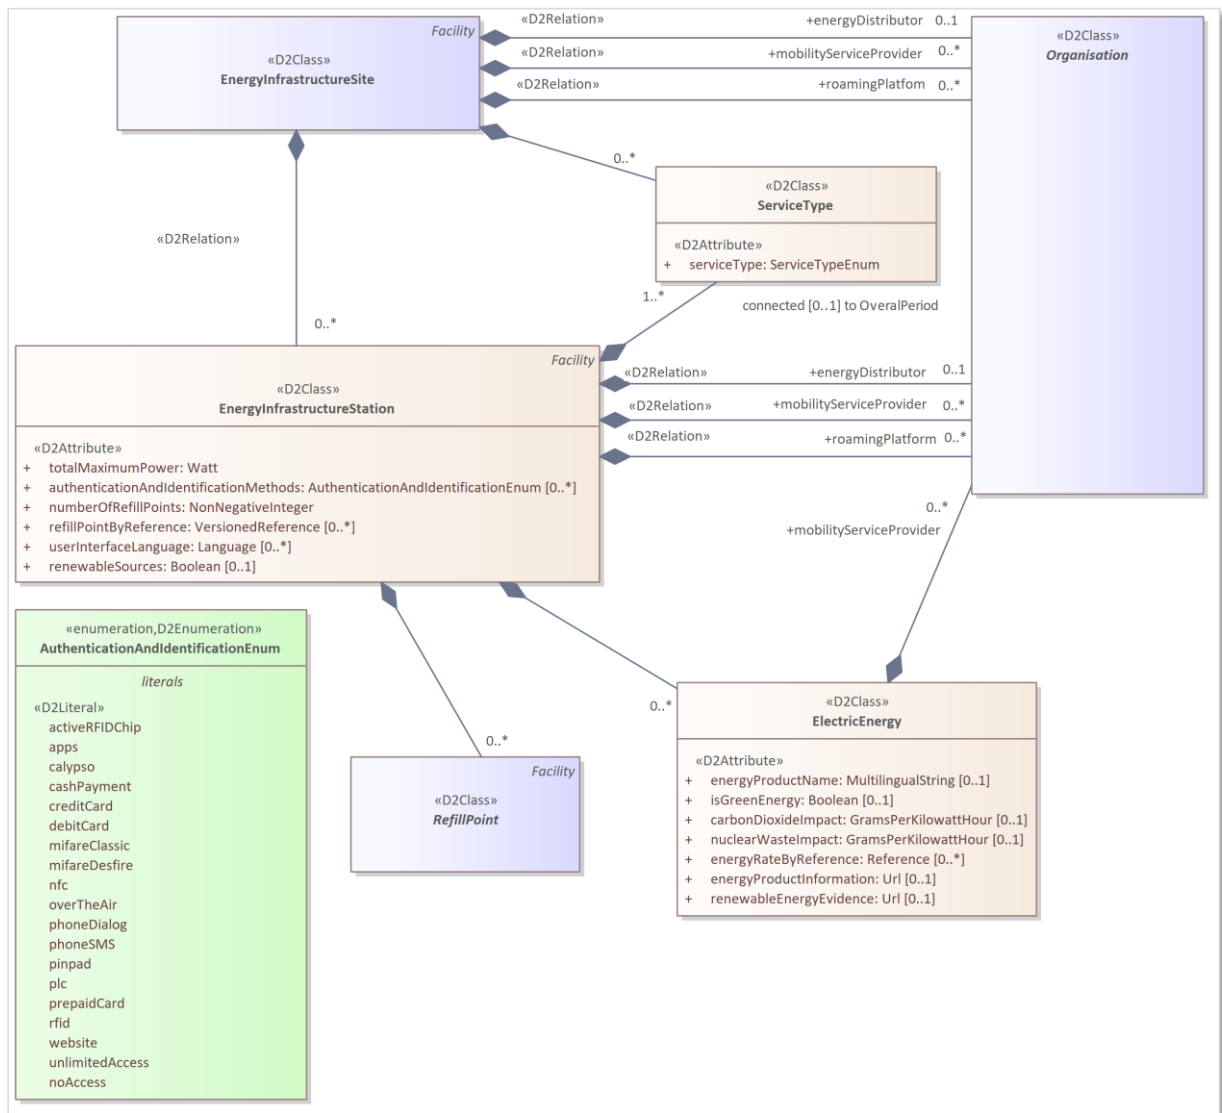 Facility
«D2Class»
EnergyInfrastructureSite
«D2Relation»
+energyDistributor 0..1
«D2Relation»
+mobilityServiceProvider 0..*
«D2Relation»
+roamingPlatfom 0..*
«D2Class»
Organisation
0..*
«D2Class»
ServiceType
«D2Attribute»
+ serviceType: ServiceTypeEnum
«D2Relation»
0..*
1..*
connected [0..1] to OveralPeriod
Facility
«D2Class»
EnergyInfrastructureStation
«D2Attribute»
+ totalMaximumPower: Watt
+ authenticationAndIdentificationMethods: AuthenticationAndIdentificationEnum [0..*]
+ numberOfRefillPoints: NonNegativeInteger
+ refillPointByReference: VersionedReference [0..*]
+ userInterfaceLanguage: Language [0..*]
+ renewableSources: Boolean [0..1]
«D2Relation»
+energyDistributor 0..1
«D2Relation»
+mobilityServiceProvider 0..*
«D2Relation»
+roamingPlatform 0..*
0..*
+mobilityServiceProvider
«enumeration,D2Enumeration»
AuthenticationAndIdentificationEnum
literals
«D2Literal»
activeRFIDChip
apps
calypso
cashPayment
creditCard
debitCard
mifareClassic
mifareDesfire
nfc
overTheAir
phoneDialog
phoneSMS
pinpad
plc
prepaidCard
rfid
website
unlimitedAccess
noAccess
0..*
Facility
«D2Class»
RefillPoint
0..*
«D2Class»
ElectricEnergy
«D2Attribute»
+ energyProductName: MultilingualString [0..1]
+ isGreenEnergy: Boolean [0..1]
+ carbonDioxideImpact: GramsPerKilowattHour [0..1]
+ nuclearWasteImpact: GramsPerKilowattHour [0..1]
+ energyRateByReference: Reference [0..*]
+ energyProductInformation: Url [0..1]
+ renewableEnergyEvidence: Url [0..1]